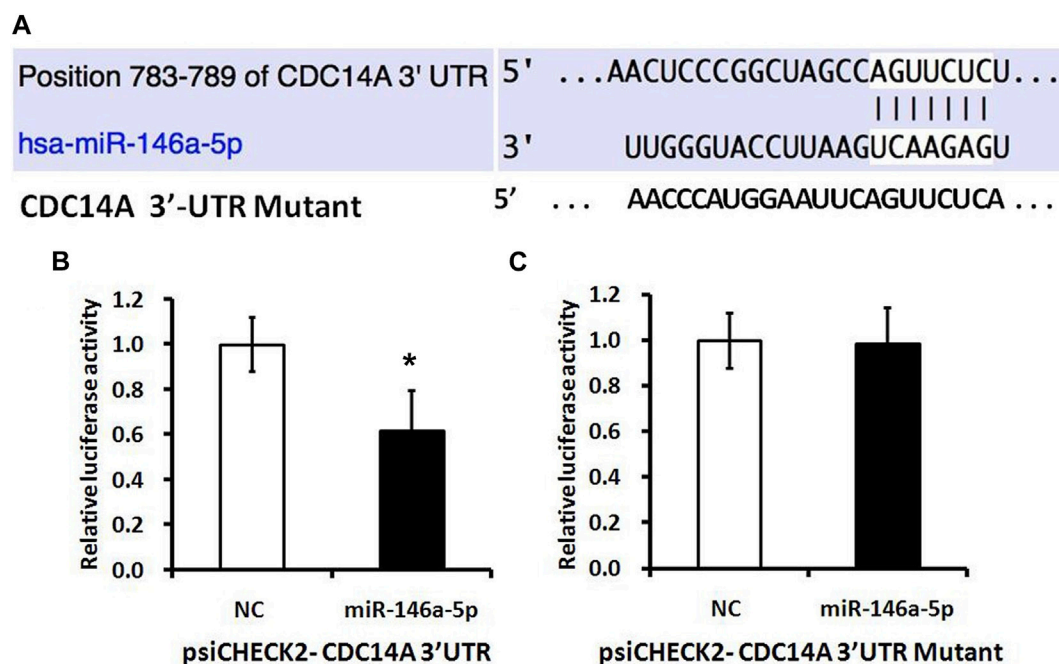 A
Position 783-789 of CDC14A 3' UTR 5' ...AACUCCCGGCUAGCCAGUUCUCU...
hsa-miR-146a-5p 3' UUGGGUACCUUAAGUCAAGAGU
CDC14A 3’-UTR Mutant 5’ ... AACCCAUGGAAUUCAGUUCUCA ...
B
Relative luciferase activity
1.2
1.0
0.8
0.6
0.4
0.2
0.0
*
NC miR-146a-5p
psiCHECK2- CDC14A 3’UTR
C
Relative luciferase activity
1.2
1.0
0.8
0.6
0.4
0.2
0.0
NC miR-146a-5p
psiCHECK2- CDC14A 3’UTR Mutant